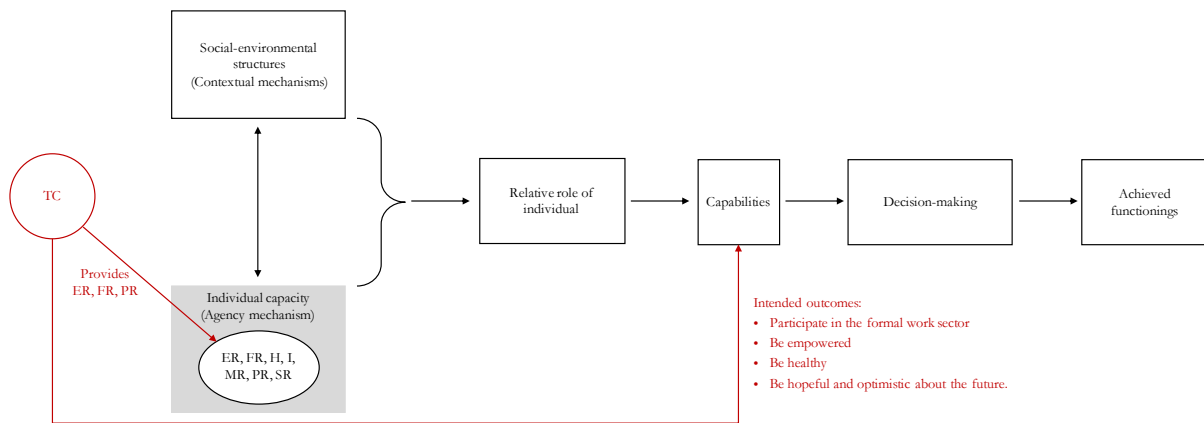 Social-environmental
structures
(Contextual mechanisms)
TC
Provides
ER, FR, PR
Individual capacity
(Agency mechanism)
ER, FR, H, I,
MR, PR, SR
Relative role of
individual
Capabilities
Decision-making
Achieved
functionings
Intended outcomes:
• Participate in the formal work sector
• Be empowered
• Be healthy
• Be hopeful and optimistic about the future.